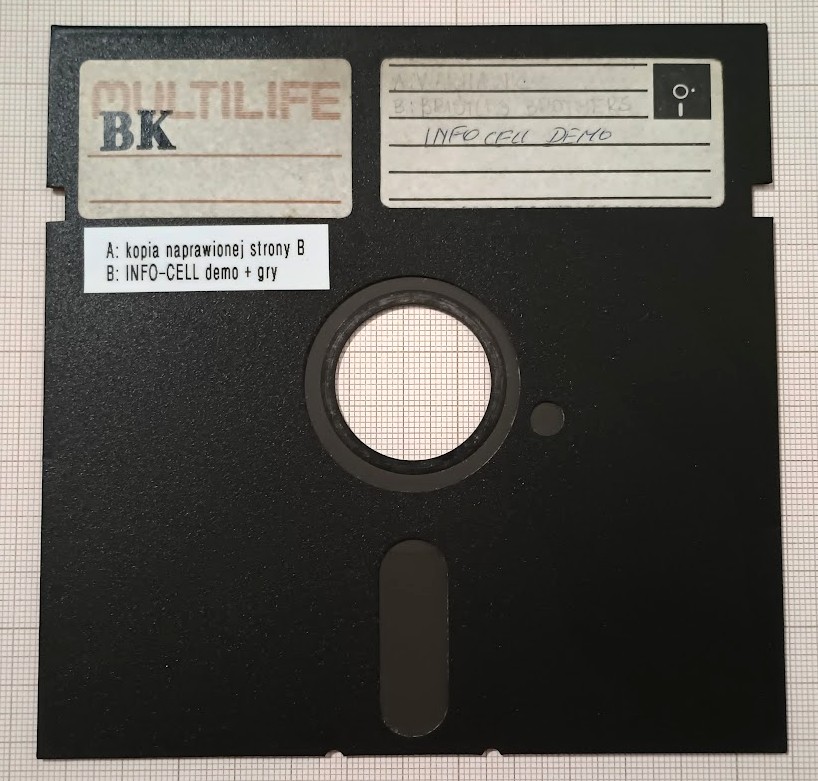 MULTILIFE
BK
B: BROTHERS
INFO CELL DEMO
A: kopia naprawionej strony B
B: INFO-CELL demo + gry